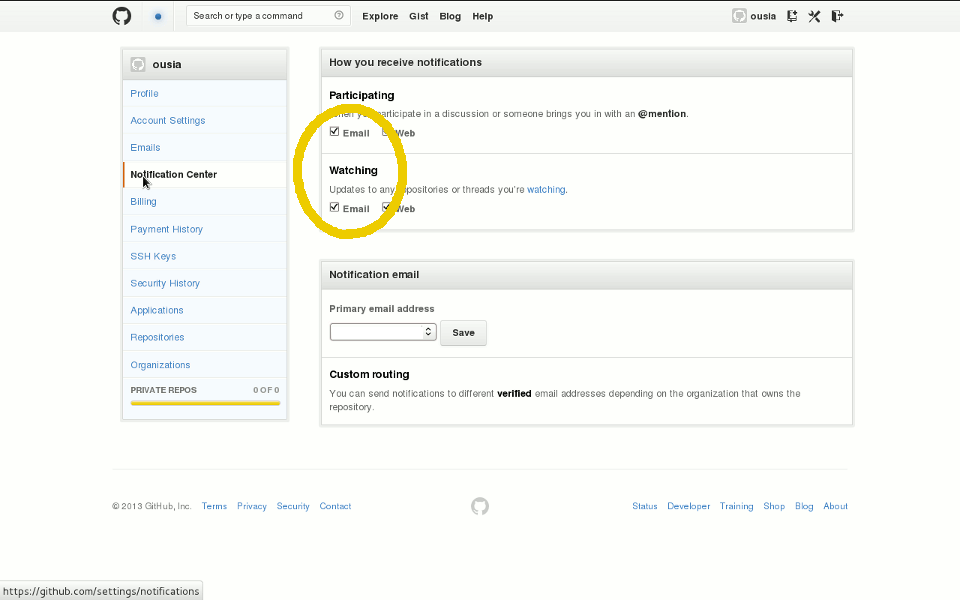 Search or type a command
Explore Gist Blog Help
ousia
ousia
Profile
Account Settings
Emails
Notification Center
Billing
Payment History
SSH Keys
Security History
Applications
Repositories
Organizations
PRIVATE REPOS 0 OF 0
How you receive notifications
Participating
participate in a discussion or someone brings you in with an @mention.
Email Web
Watching
Updates to any repositories or threads you're watching.
Email Web
Notification email
Primary email address
Save
Custom routing
You can send notifications to different verified email addresses depending on the organization that owns the
repository.
© 2013 GitHub, Inc. Terms Privacy Security Contact
Status Developer Training Shop Blog About
https://github.com/settings/notifications